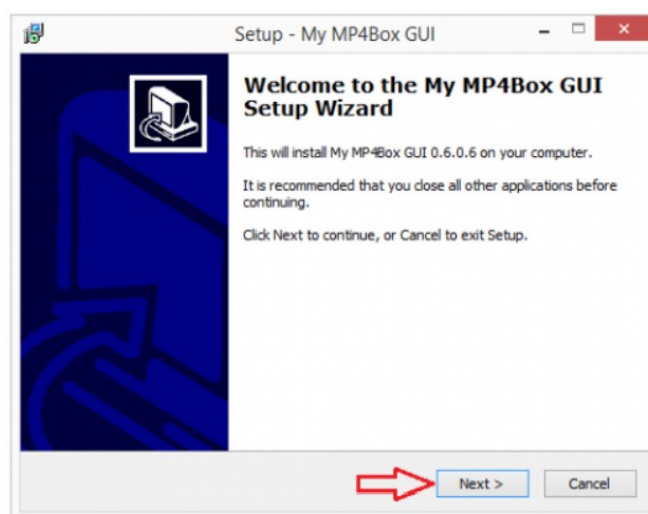 Setup - My MP4Box GUI
Welcome to the My MP4Box GUI
Setup Wizard
This will install My MP4Box GUI 0.6.0.6 on your computer.
It is recommended that you close all other applications before
continuing.
Click Next to continue, or Cancel to exit Setup.
Next >
Cancel